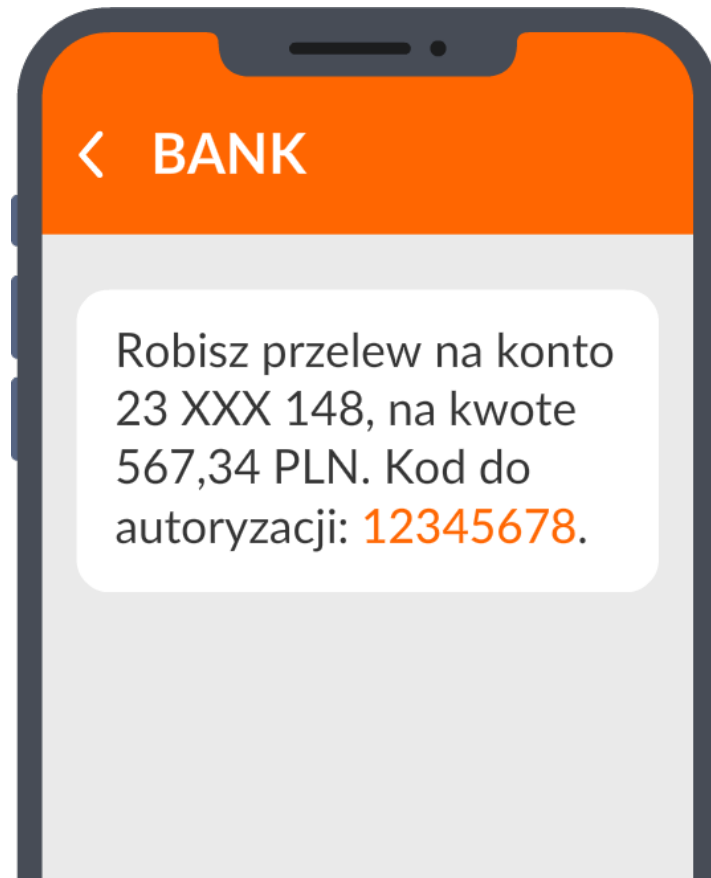 BANK
Robisz przelew na konto
23 XXX 148, na kwote
567,34 PLN. Kod do
autoryzacji: 12345678.